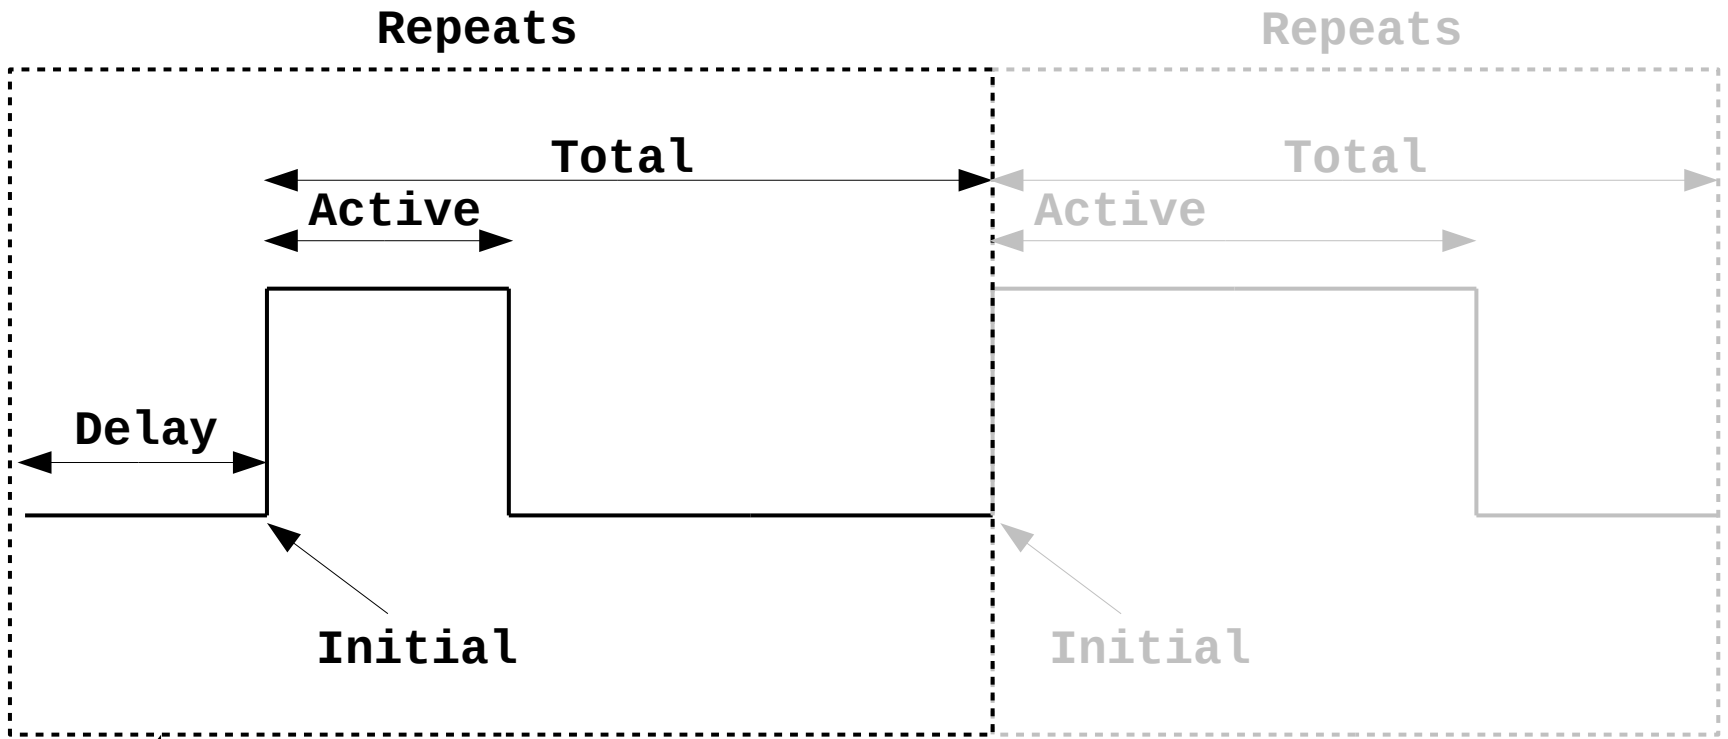 Repeats
Repeats
Total
Total
Active
Active
Delay
Initial
Initial